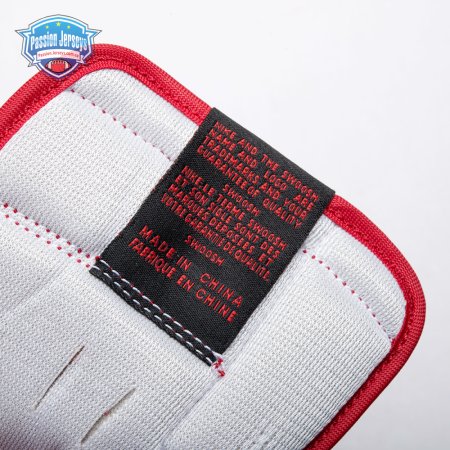 Passion Jerseys
NIKE AND THE SWOOSH
NAME AND LOGO ARE
TRADEMARKS AND YOUR
GUARANTEE OF QUALITY
SWOOSH
NIKE LE TERME SWOOSH
ET SON LOGO SONT DES
MARQUES DEPOSEES ET
VOTRE GARANTIE DE QUALITE
SWOOSH
MADE IN CHINA
FABRIQUE EN CHINE